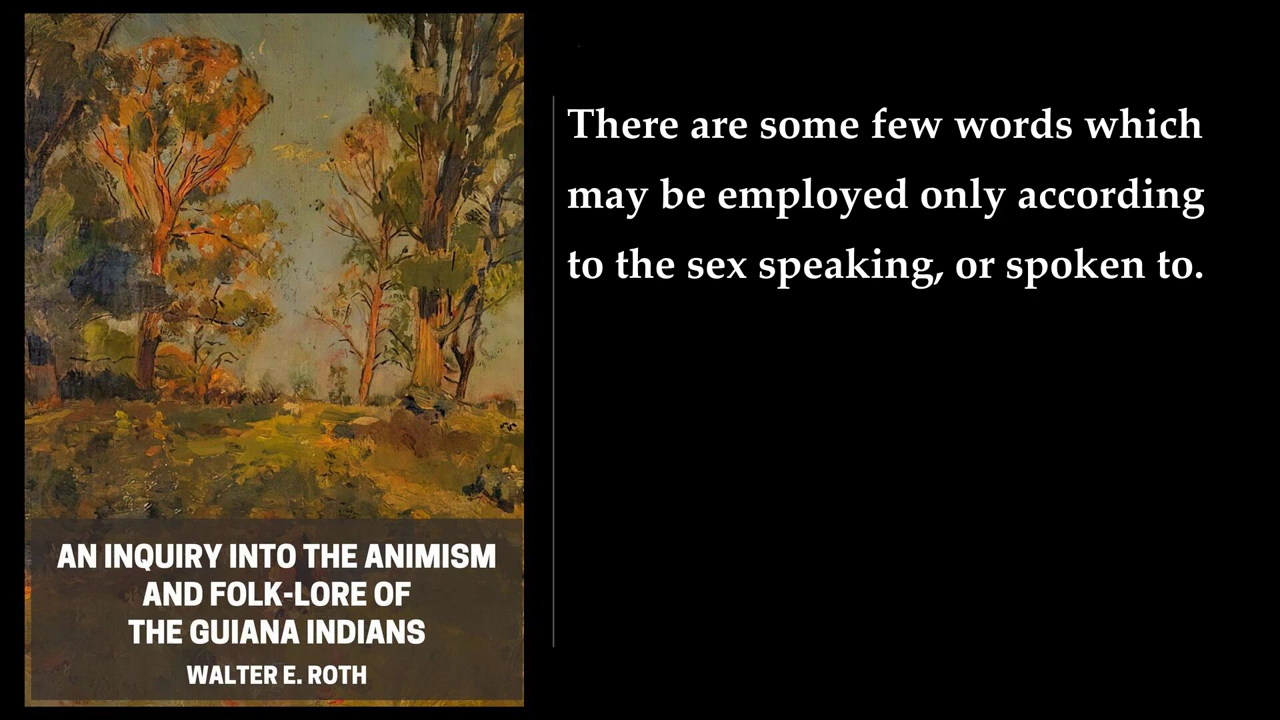 There are some few words which
may be employed only according
to the sex speaking, or spoken to.
AN INQUIRY INTO THE ANIMISM
AND FOLK-LORE OF
THE GUIANA INDIANS
WALTER E. ROTH